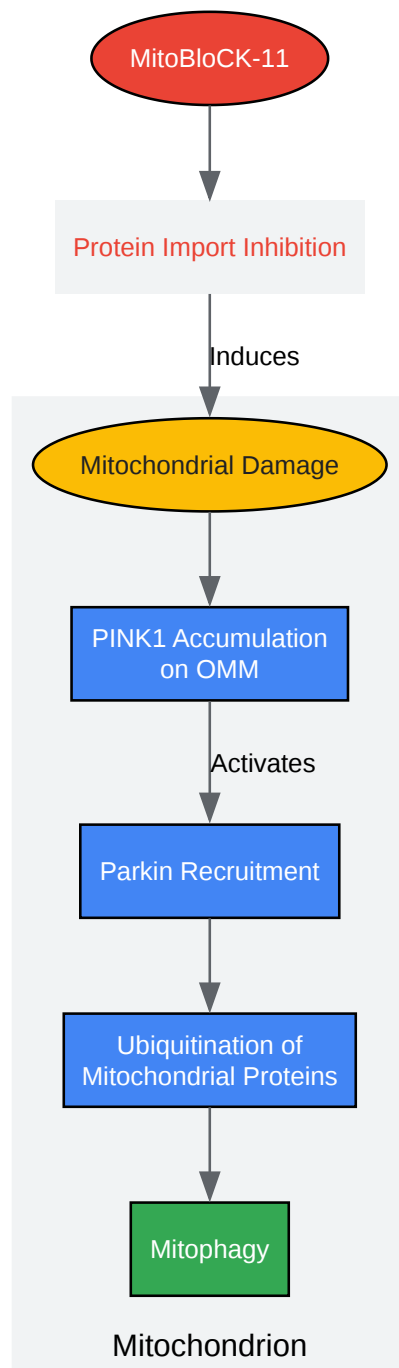 MitoBloCK-11
Protein Import Inhibition
Induces
Mitochondrial Damage
PINK1 Accumulation
on OMM
Activates
Parkin Recruitment
Ubiquitination of
Mitochondrial Proteins
Mitophagy
Mitochondrion